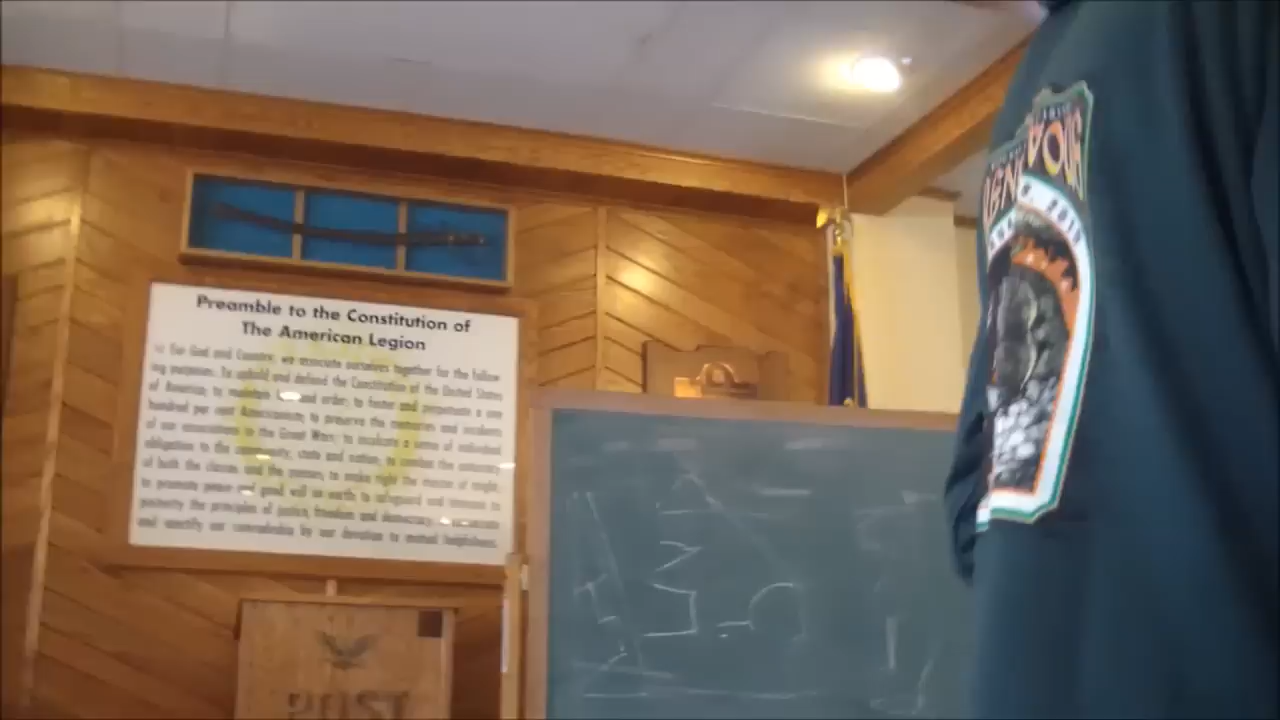 Preamble to the Constitution of
The American Legion
For God and Country, we associate ourselves together for the follow
ing purposes: To uphold and defend the Constitution of the United States
of America; to maintain and order; to foster and perpetuate a one
hundred per cent Americanism; to preserve the memories and incidents
of our associations in the Great Wars; to inculcate a sense of individual
obligation to the state and nation; to combat the autocracy
of both the classes and the masses; to make right the master of might;
to promote peace and good will on earth; to safeguard and transmit to
posterity the principles of justice, freedom and democracy; to consecrate
and sanctify our comradeship by our devotion to mutual helpfulness.
POST